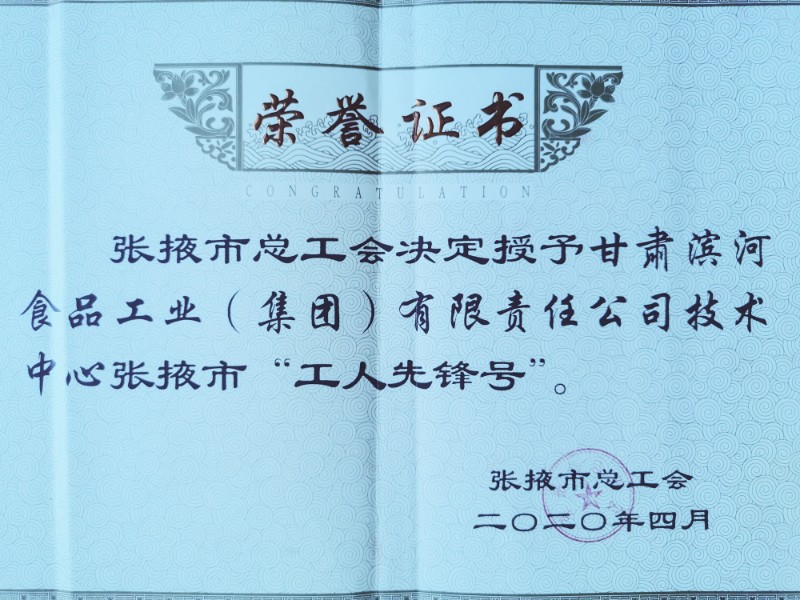 荣誉证书
CONGRATULATION
张掖市总工会决定授予甘肃滨河
食品工业（集团）有限责任公司技术
中心张掖市“工人先锋号”。
张掖市总工会
二〇二〇年四月